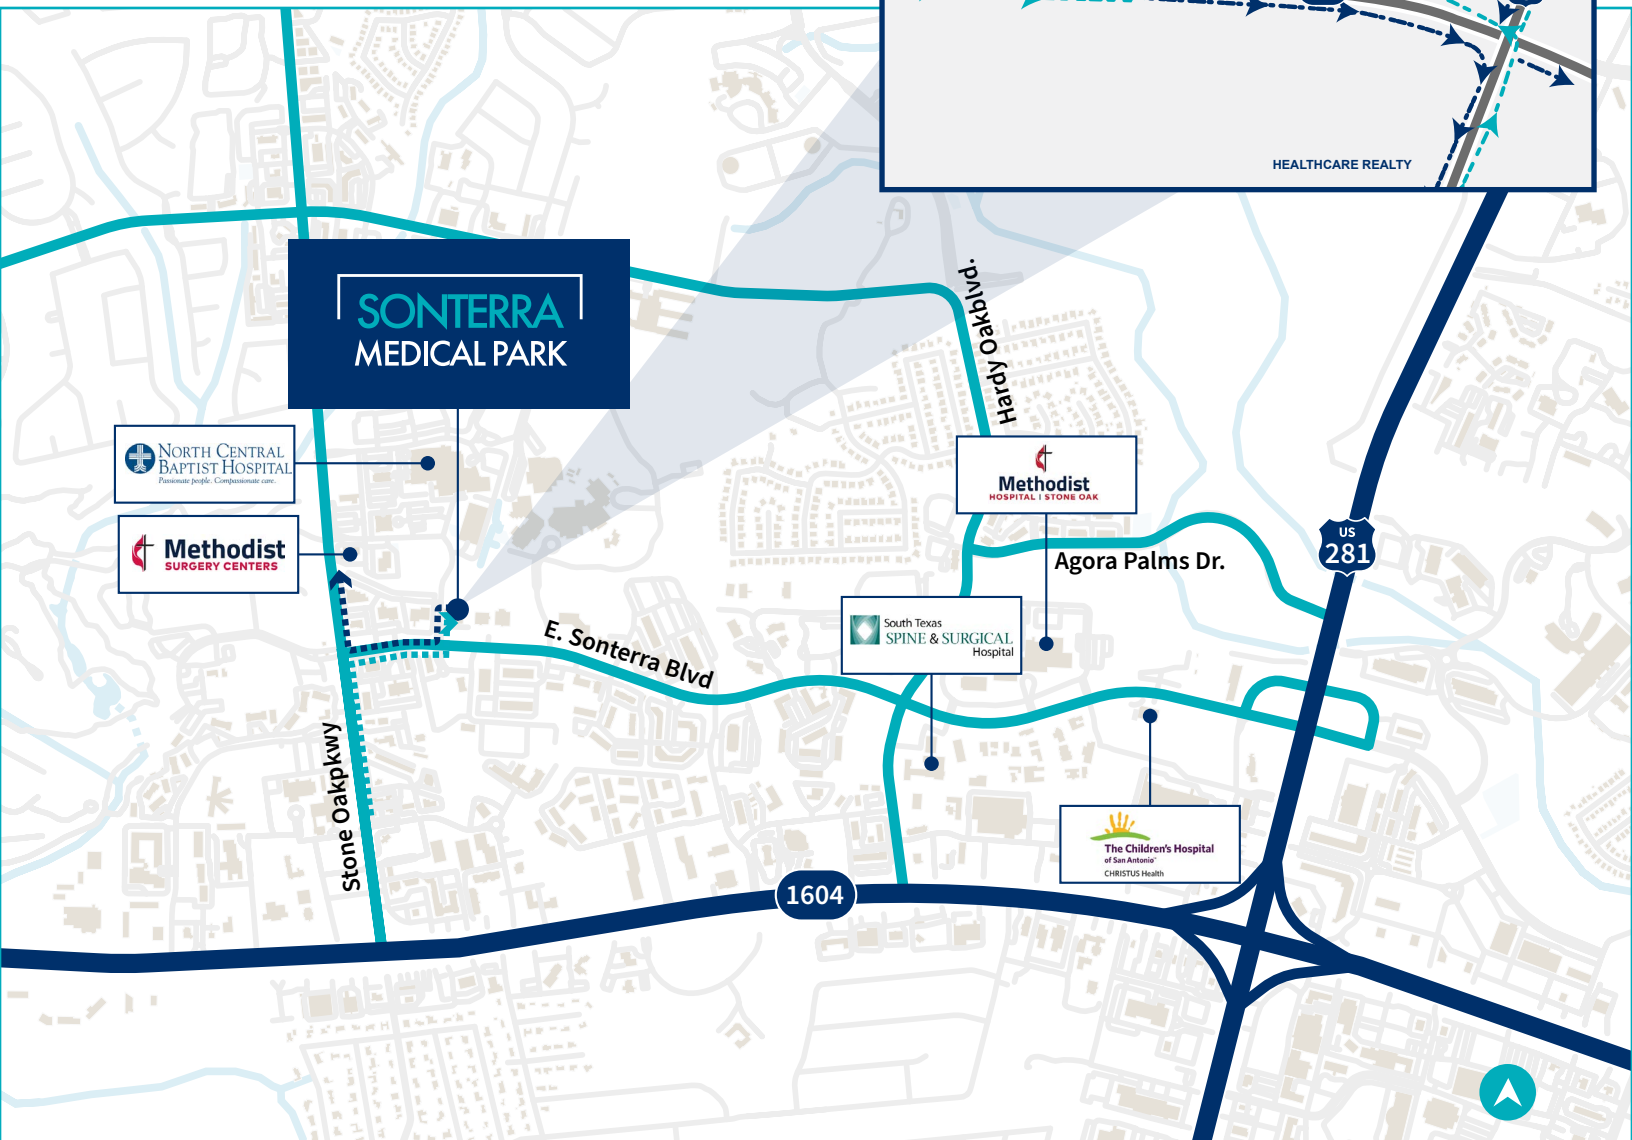 HEALTHCARE REALTY
SONTERRA
MEDICAL PARK
Hardy Oakblvd.
NORTH CENTRAL
BAPTIST HOSPITAL
Passionate people. Compassionate care.
Methodist
HOSPITAL | STONE OAK
Methodist
SURGERY CENTERS
US
281
Agora Palms Dr.
South Texas
SPINE & SURGICAL
Hospital
E. Sonterra Blvd
Stone Oakpkwy
The Children's Hospital
of San Antonio™
CHRISTUS Health
1604